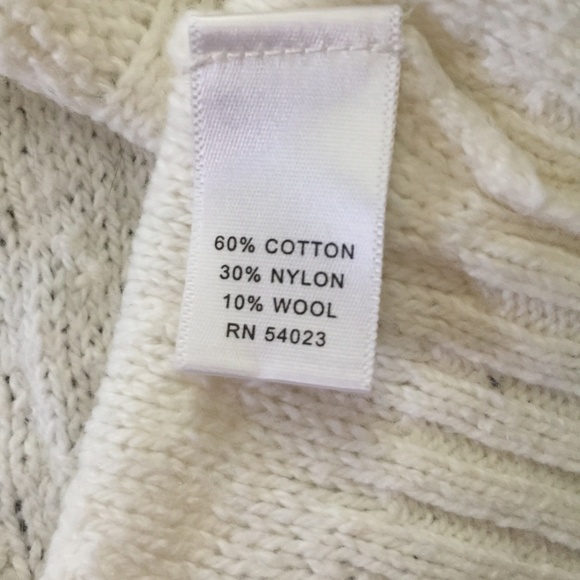 60% COTTON
30% NYLON
10% WOOL
RN 54023